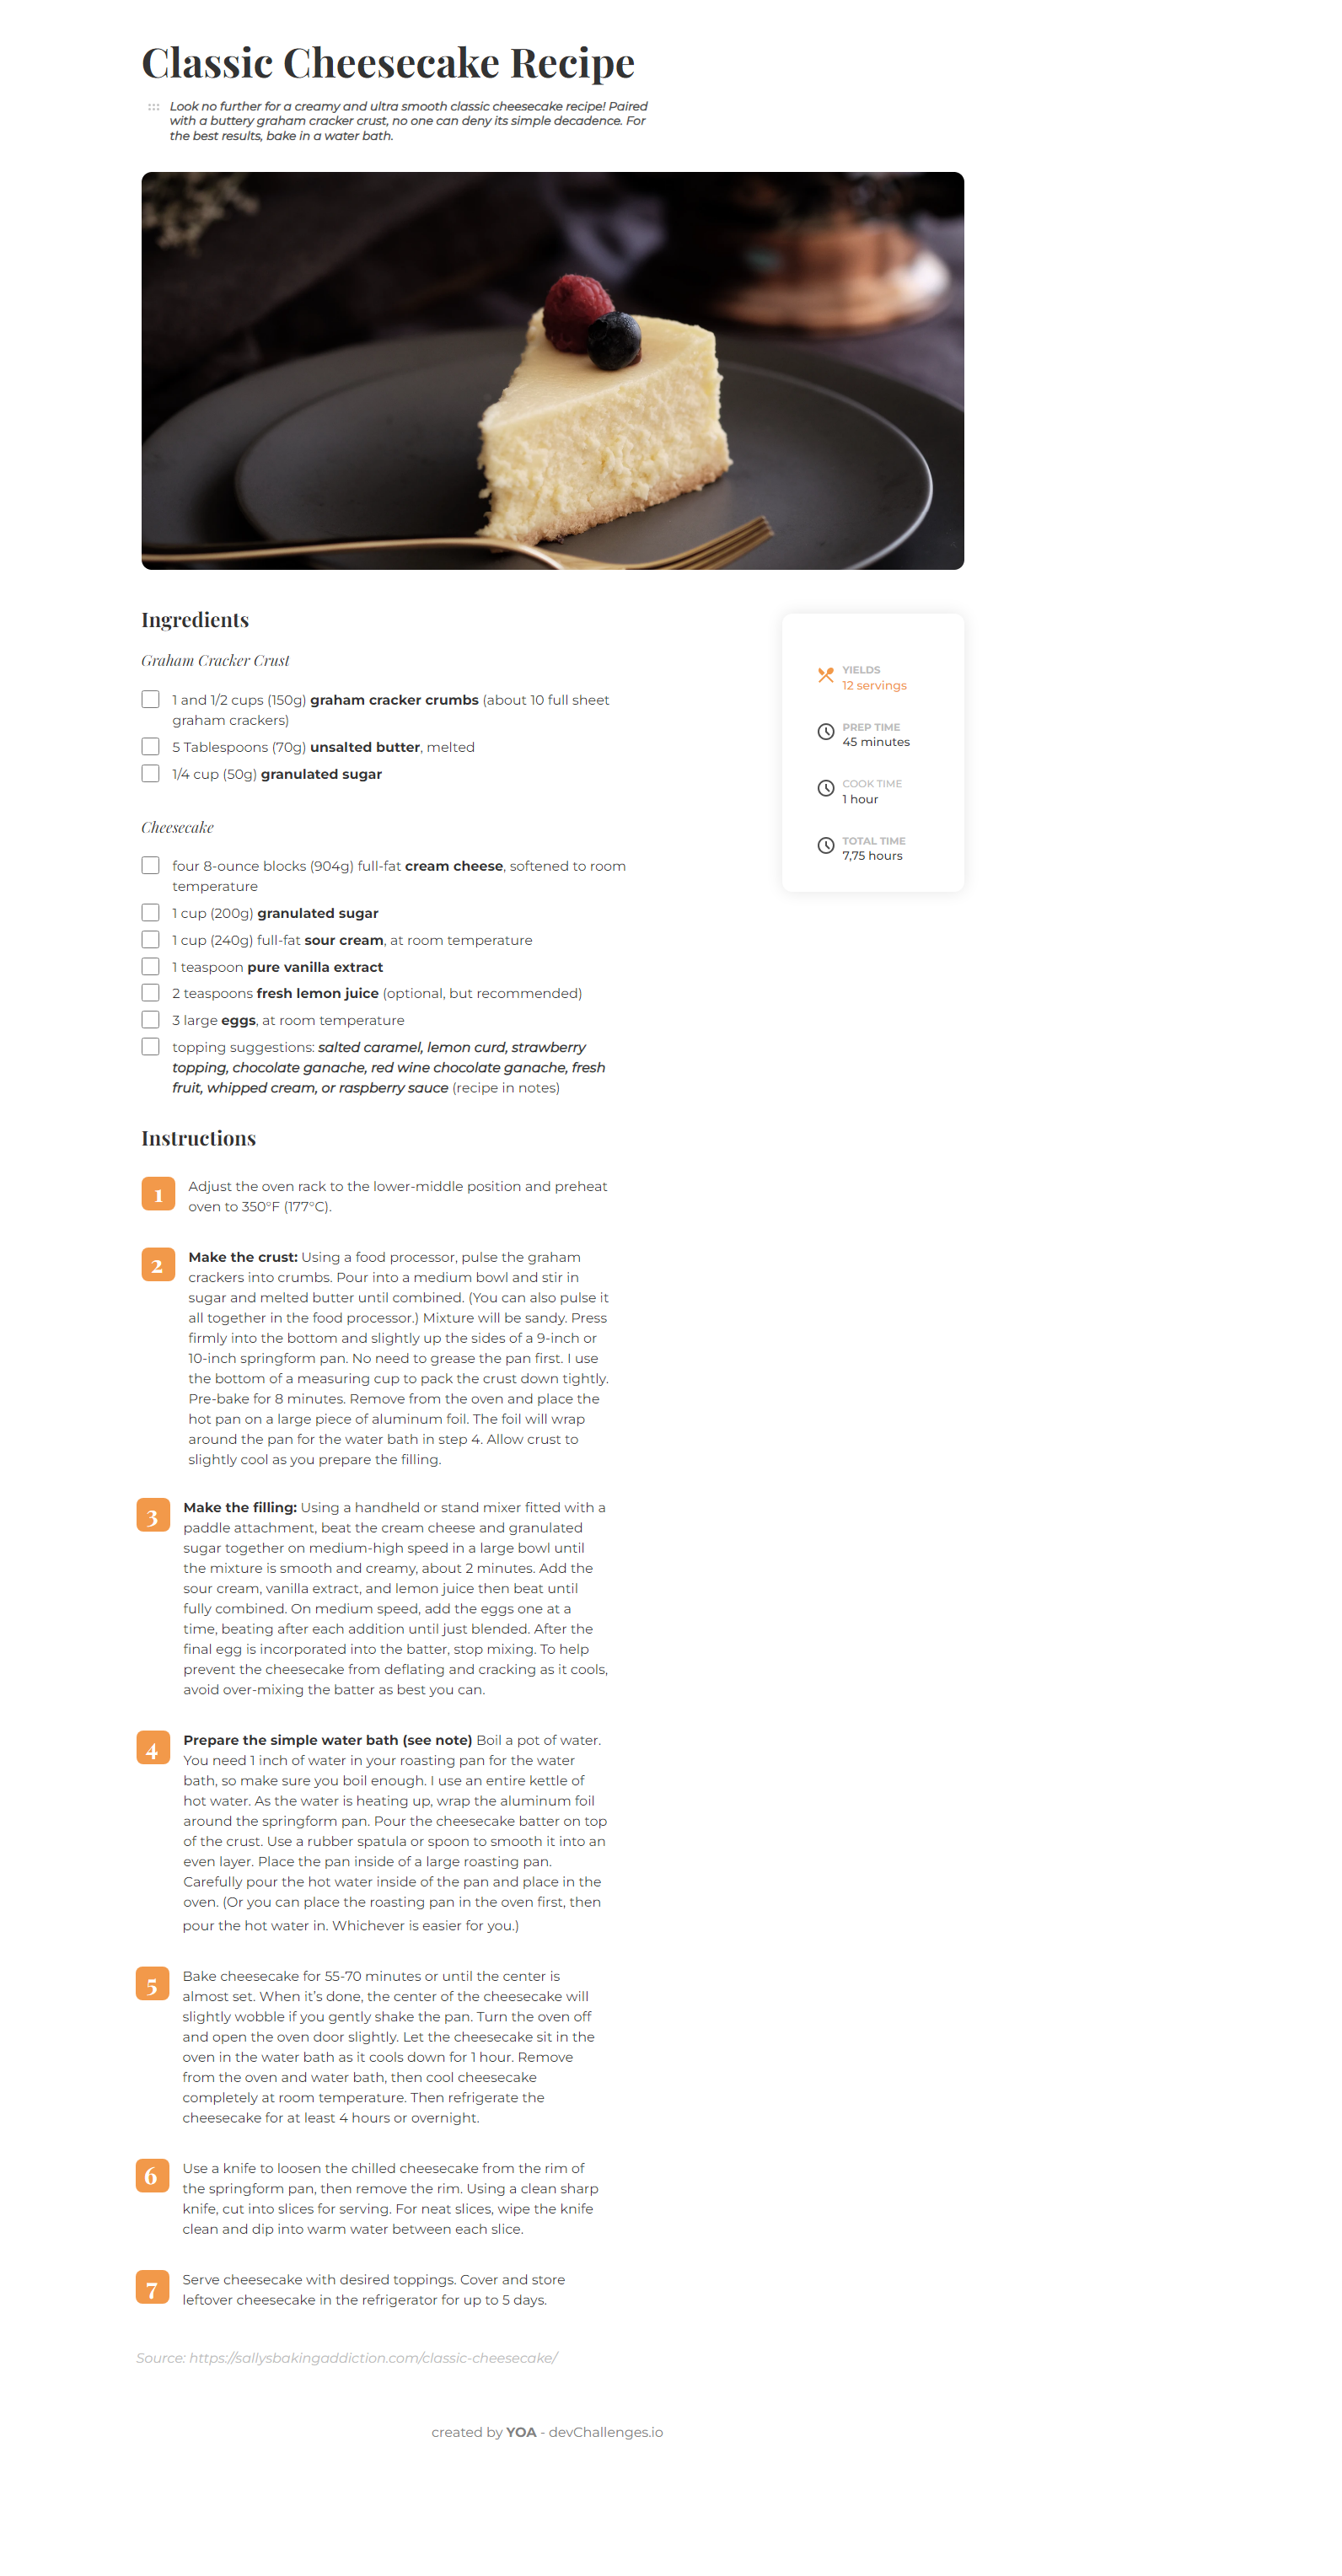 Classic Cheesecake Recipe
Look no further for a creamy and ultra smooth classic cheesecake recipe! Paired
with a buttery graham cracker crust, no one can deny its simple decadence. For
the best results, bake in a water bath.
Ingredients
Graham Cracker Crust
1 and 1/2 cups (150g) graham cracker crumbs (about 10 full sheet
graham crackers)
5 Tablespoons (70g) unsalted butter, melted
1/4 cup (50g) granulated sugar
Cheesecake
four 8-ounce blocks (904g) full-fat cream cheese, softened to room
temperature
1 cup (200g) granulated sugar
1 cup (240g) full-fat sour cream, at room temperature
1 teaspoon pure vanilla extract
2 teaspoons fresh lemon juice (optional, but recommended)
3 large eggs, at room temperature
topping suggestions: salted caramel, lemon curd, strawberry
topping, chocolate ganache, red wine chocolate ganache, fresh
fruit, whipped cream, or raspberry sauce (recipe in notes)
YIELDS
12 servings
PREP TIME
45 minutes
COOK TIME
1 hour
TOTAL TIME
7,75 hours
Instructions
1
Adjust the oven rack to the lower-middle position and preheat
oven to 350°F (177°C).
2
Make the crust: Using a food processor, pulse the graham
crackers into crumbs. Pour into a medium bowl and stir in
sugar and melted butter until combined. (You can also pulse it
all together in the food processor.) Mixture will be sandy. Press
firmly into the bottom and slightly up the sides of a 9-inch or
10-inch springform pan. No need to grease the pan first. I use
the bottom of a measuring cup to pack the crust down tightly.
Pre-bake for 8 minutes. Remove from the oven and place the
hot pan on a large piece of aluminum foil. The foil will wrap
around the pan for the water bath in step 4. Allow crust to
slightly cool as you prepare the filling.
3
Make the filling: Using a handheld or stand mixer fitted with a
paddle attachment, beat the cream cheese and granulated
sugar together on medium-high speed in a large bowl until
the mixture is smooth and creamy, about 2 minutes. Add the
sour cream, vanilla extract, and lemon juice then beat until
fully combined. On medium speed, add the eggs one at a
time, beating after each addition until just blended. After the
final egg is incorporated into the batter, stop mixing. To help
prevent the cheesecake from deflating and cracking as it cools,
avoid over-mixing the batter as best you can.
4
Prepare the simple water bath (see note) Boil a pot of water.
You need 1 inch of water in your roasting pan for the water
bath, so make sure you boil enough. I use an entire kettle of
hot water. As the water is heating up, wrap the aluminum foil
around the springform pan. Pour the cheesecake batter on top
of the crust. Use a rubber spatula or spoon to smooth it into an
even layer. Place the pan inside of a large roasting pan.
Carefully pour the hot water inside of the pan and place in the
oven. (Or you can place the roasting pan in the oven first, then
pour the hot water in. Whichever is easier for you.)
5
Bake cheesecake for 55-70 minutes or until the center is
almost set. When it's done, the center of the cheesecake will
slightly wobble if you gently shake the pan. Turn the oven off
and open the oven door slightly. Let the cheesecake sit in the
oven in the water bath as it cools down for 1 hour. Remove
from the oven and water bath, then cool cheesecake
completely at room temperature. Then refrigerate the
cheesecake for at least 4 hours or overnight.
6
Use a knife to loosen the chilled cheesecake from the rim of
the springform pan, then remove the rim. Using a clean sharp
knife, cut into slices for serving. For neat slices, wipe the knife
clean and dip into warm water between each slice.
7
Serve cheesecake with desired toppings. Cover and store
leftover cheesecake in the refrigerator for up to 5 days.
Source: https://sallysbakingaddiction.com/classic-cheesecake/
created by YOA - devChallenges.io